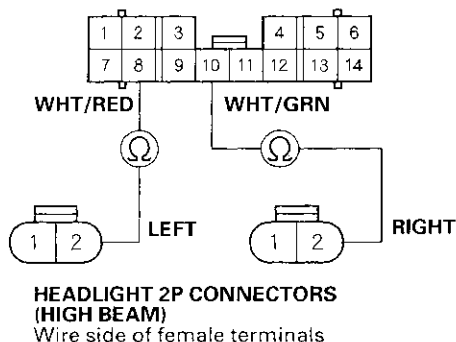 1 2 3 4 5 6
7 8 9 10 11 12 13 14
WHT/RED WHT/GRN
Ω Ω
1 2 LEFT 1 2 RIGHT
HEADLIGHT 2P CONNECTORS
(HIGH BEAM)
Wire side of female terminals